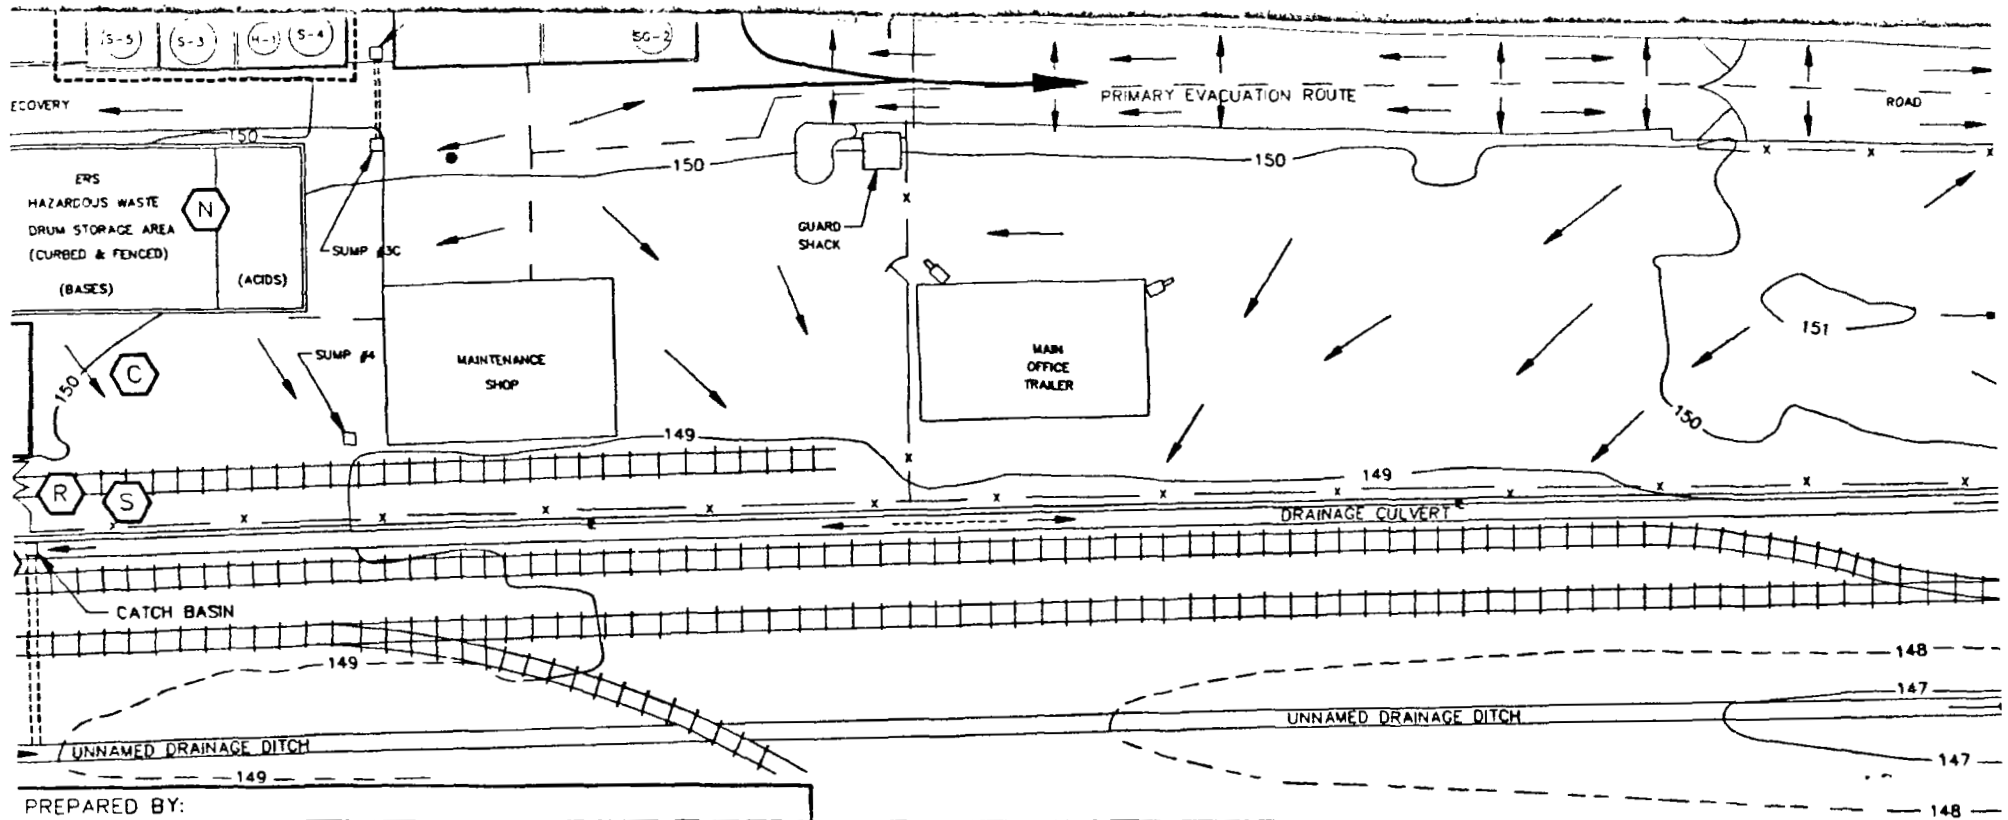 S-5
S-3
H-1
S-4
SG-2
ECOVERY
PRIMARY EVACUATION ROUTE
ROAD
150
150
150
ERS
HAZARDOUS WASTE
DRUM STORAGE AREA
(CURBED & FENCED)
(BASES)
(ACIDS)
N
SUMP #3C
GUARD
SHACK
151
SUMP #4
MAINTENANCE
SHOP
MAIN
OFFICE
TRAILER
150
C
150
149
149
R
S
DRAINAGE CULVERT
CATCH BASIN
149
148
147
UNNAMED DRAINAGE DITCH
UNNAMED DRAINAGE DITCH
149
147
148
PREPARED BY: